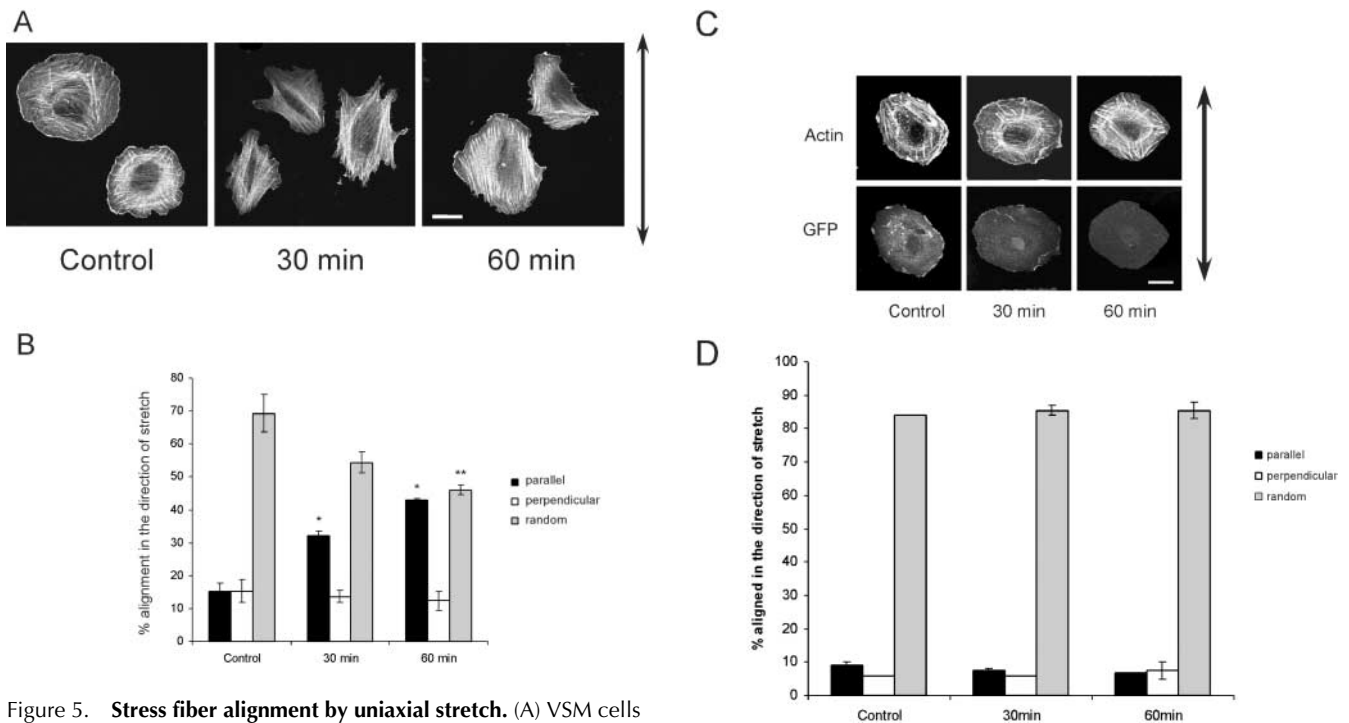 A
Control 30 min 60 min
B
% alignment in the direction of stretch
80
70
60
50
40
30
20
10
0
*
*
**
Control 30 min 60 min
parallel
perpendicular
random
Figure 5. Stress fiber alignment by uniaxial stretch. (A) VSM cells
C
Actin
GFP
Control 30 min 60 min
D
% aligned in the direction of stretch
100
90
80
70
60
50
40
30
20
10
0
Control 30min 60min
parallel
perpendicular
random